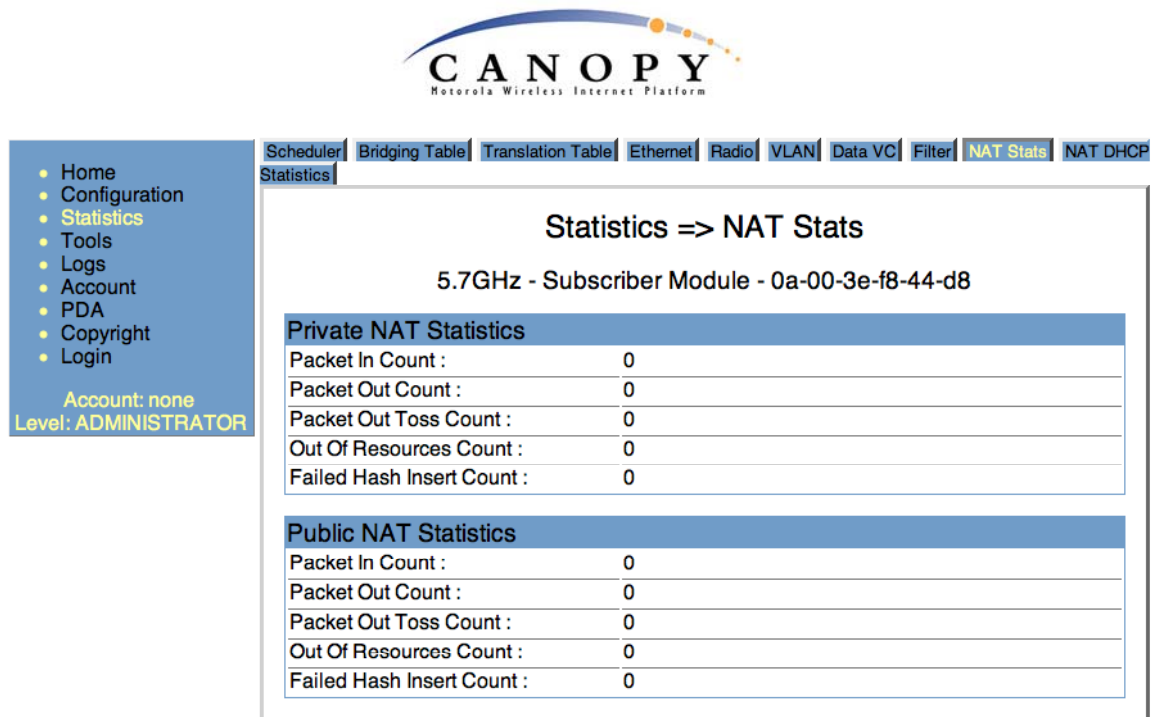 CANOPY
Motorola Wireless Internet Platform
Home
Configuration
Statistics
Tools
Logs
Account
PDA
Copyright
Login
Account: none
Level: ADMINISTRATOR
Scheduler Bridging Table Translation Table Ethernet Radio VLAN Data VC Filter NAT Stats NAT DHCP
Statistics
Statistics => NAT Stats
5.7GHz - Subscriber Module - 0a-00-3e-f8-44-d8
Private NAT Statistics
Packet In Count : 0
Packet Out Count : 0
Packet Out Toss Count : 0
Out Of Resources Count : 0
Failed Hash Insert Count : 0
Public NAT Statistics
Packet In Count : 0
Packet Out Count : 0
Packet Out Toss Count : 0
Out Of Resources Count : 0
Failed Hash Insert Count : 0